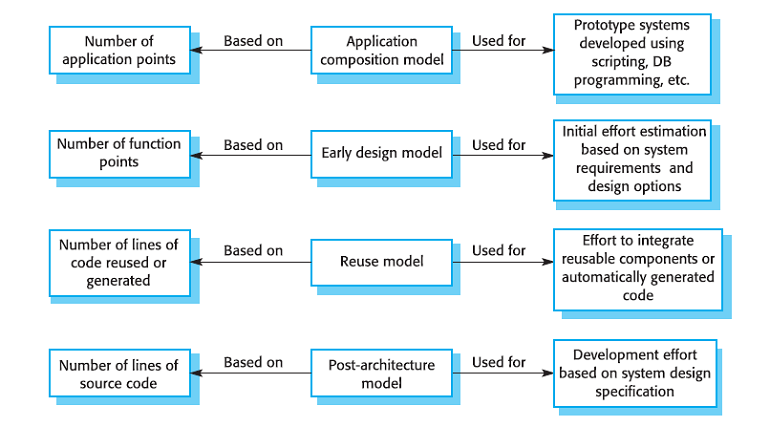 Number of
application points
Based on
Application
composition model
Used for
Prototype systems
developed using
scripting, DB
programming, etc.
Number of function
points
Based on
Early design model
Used for
Initial effort estimation
based on system
requirements and
design options
Number of lines of
code reused or
generated
Based on
Reuse model
Used for
Effort to integrate
reusable components or
automatically generated
code
Number of lines of
source code
Based on
Post-architecture
model
Used for
Development effort
based on system design
specification